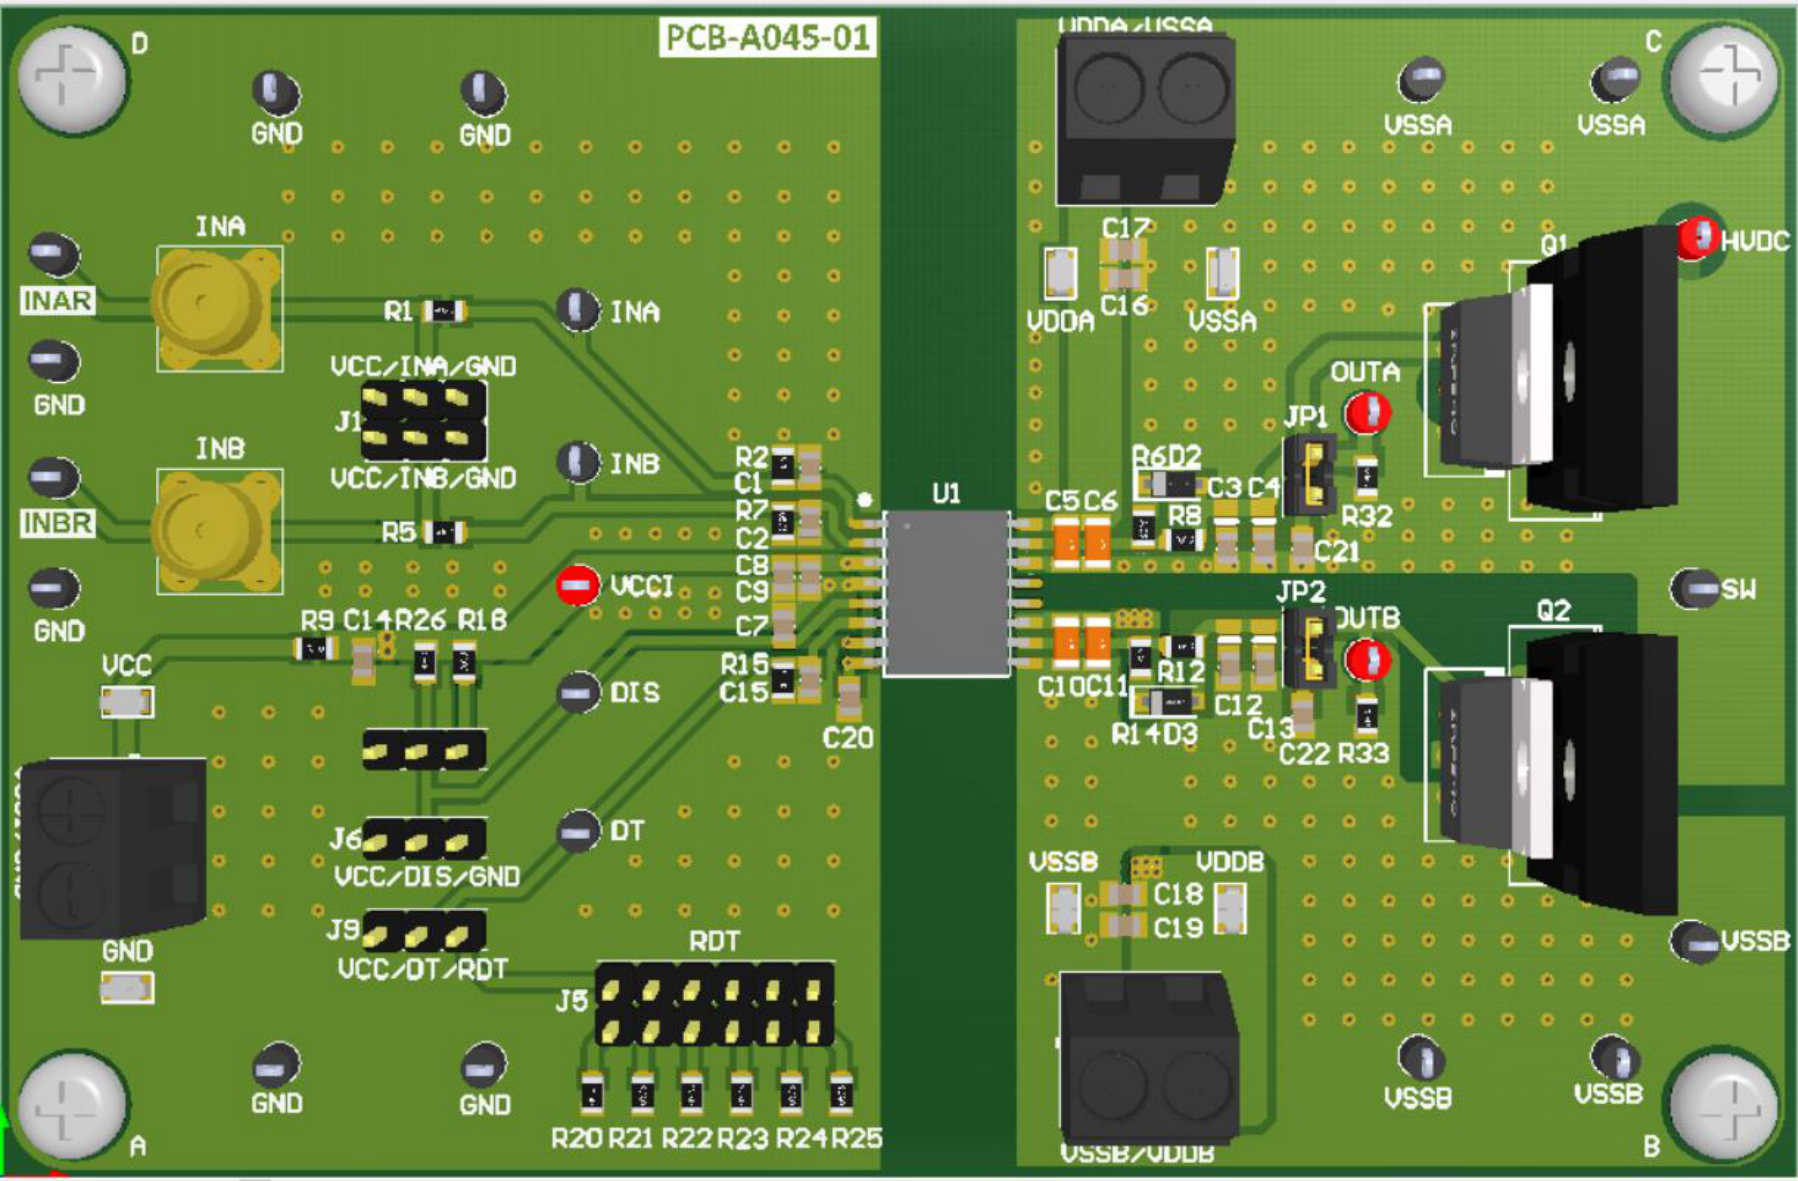 D
PCB-A045-01
VDDA/VSSA
C
GND
GND
VSSA
VSSA
INA
INAR
R1
INA
C17
C16
VDDA
VSSA
Q1
HVDC
GND
VCC/INA/GND
J1
VCC/INB/GND
OUTA
JP1
INB
INB
INBR
R5
R2
C1
R7
C2
C8
C9
C7
R15
C15
C20
U1
R6D2
C3
C4
C5
C6
R8
R32
C21
VCCI
GND
R9
C14
R26
R18
JP2
OUTB
Q2
SW
VCC
DIS
C10
C11
R12
C12
R14
D3
C13
C22
R33
J6
VCC/DIS/GND
DT
J9
VCC/DT/RDT
GND
RDT
J5
VSSB
VDDB
C18
C19
VSSB
GND
GND
VSSB
VSSB
A
R20
R21
R22
R23
R24
R25
VSSB/VDDB
B